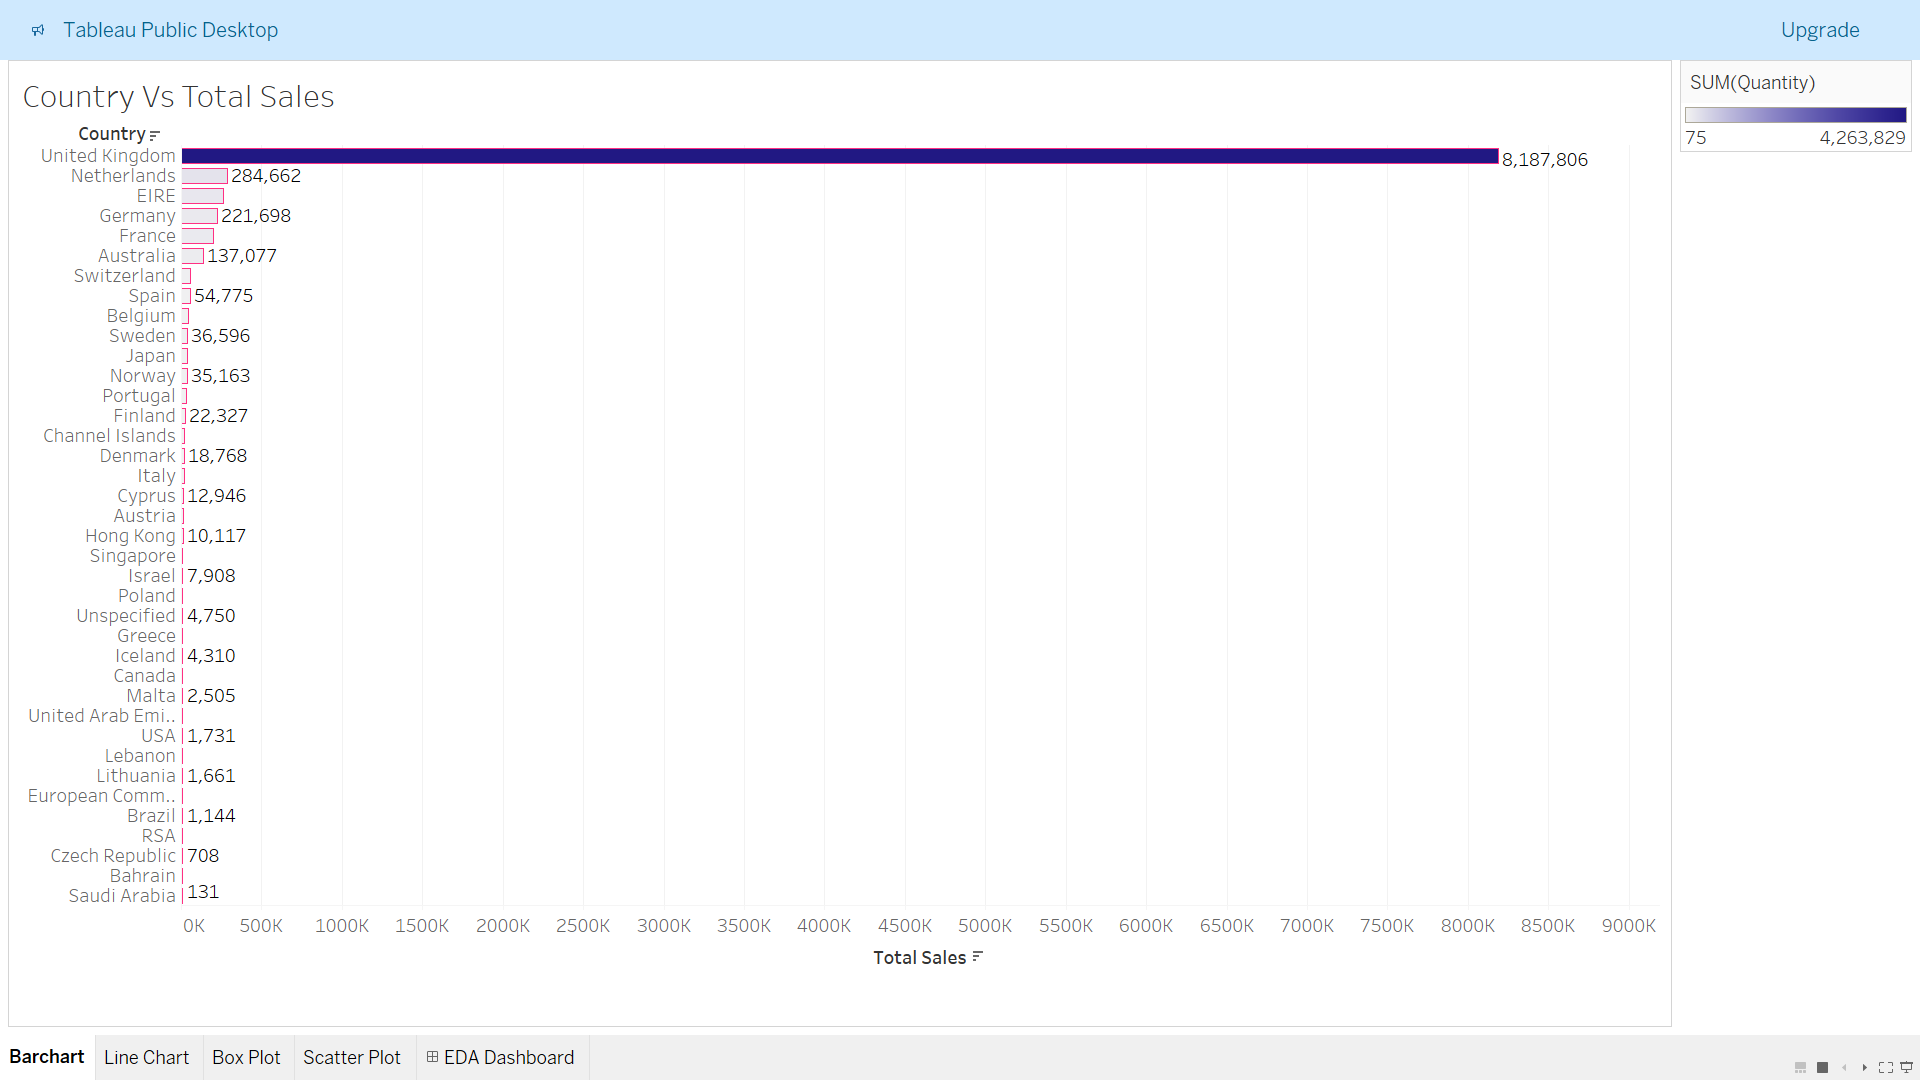 Tableau Public Desktop
Upgrade
Country Vs Total Sales
Country
United Kingdom 8,187,806
Netherlands 284,662
EIRE
Germany 221,698
France
Australia 137,077
Switzerland
Spain 54,775
Belgium
Sweden 36,596
Japan
Norway 35,163
Portugal
Finland 22,327
Channel Islands
Denmark 18,768
Italy
Cyprus 12,946
Austria
Hong Kong 10,117
Singapore
Israel 7,908
Poland
Unspecified 4,750
Greece
Iceland 4,310
Canada
Malta 2,505
United Arab Emi..
USA 1,731
Lebanon
Lithuania 1,661
European Comm..
Brazil 1,144
RSA
Czech Republic 708
Bahrain
Saudi Arabia 131
0K 500K 1000K 1500K 2000K 2500K 3000K 3500K 4000K 4500K 5000K 5500K 6000K 6500K 7000K 7500K 8000K 8500K 9000K
Total Sales
SUM(Quantity)
75 4,263,829
Barchart Line Chart Box Plot Scatter Plot EDA Dashboard